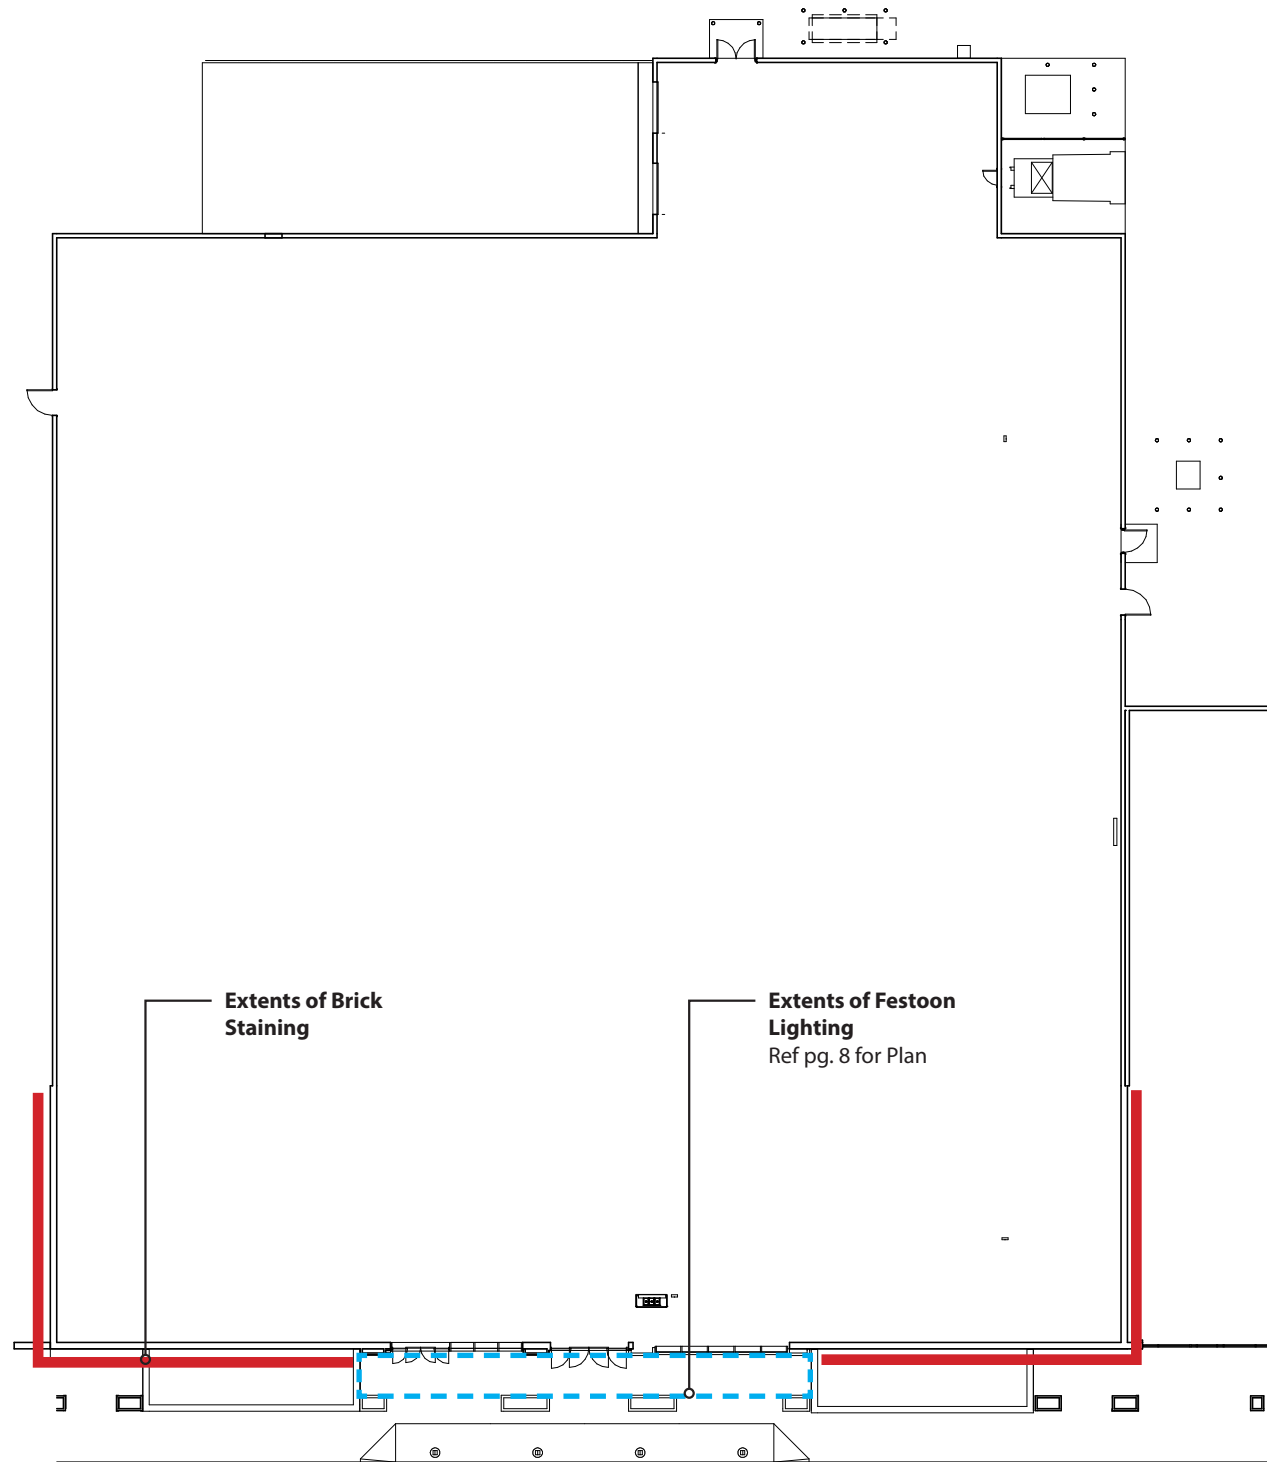 Extents of Brick
Staining
Extents of Festoon
Lighting
Ref pg. 8 for Plan